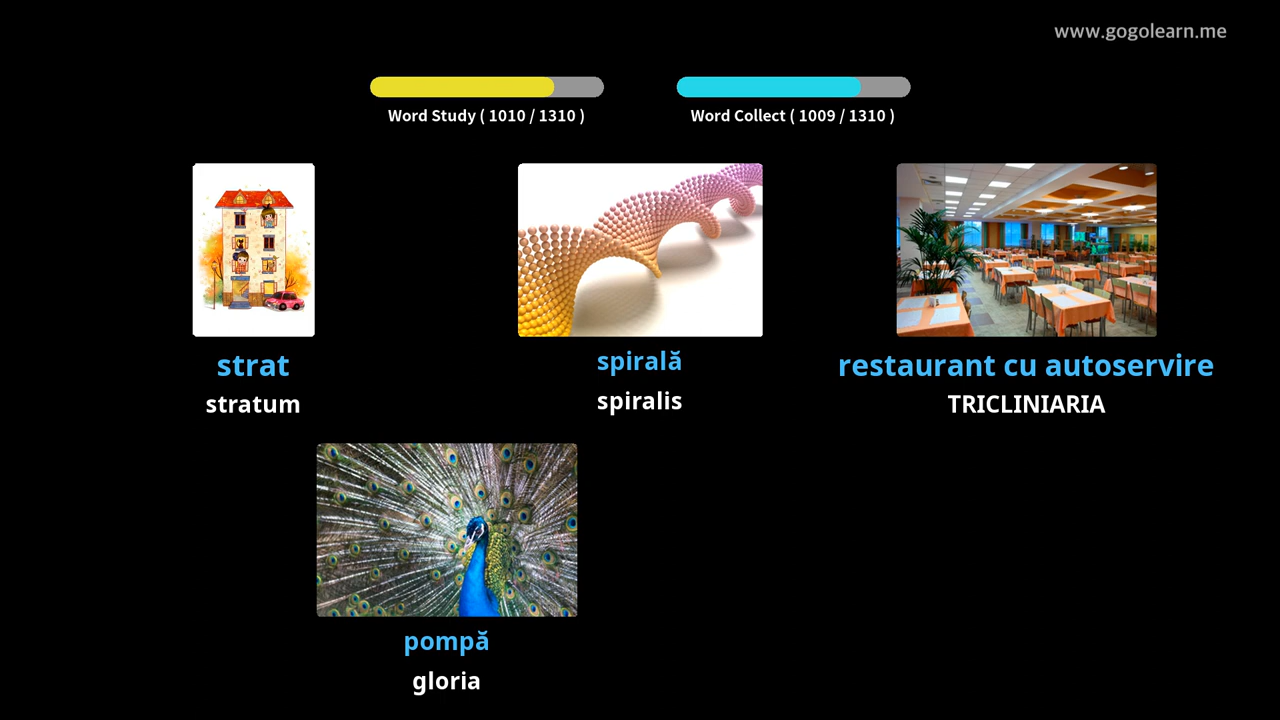 www.gogolearn.me
Word Study ( 1010 / 1310 )
Word Collect ( 1009 / 1310 )
strat
stratum
spirală
spiralis
restaurant cu autoservire
TRICLINIARIA
pompă
gloria